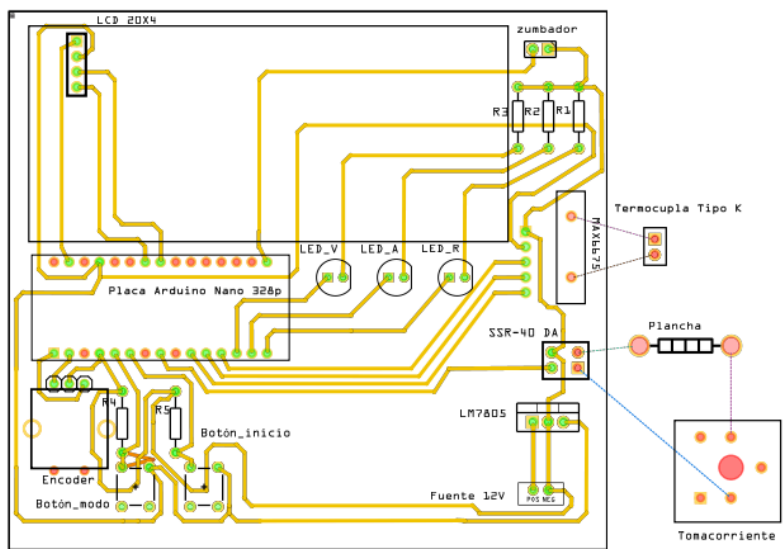 LCD 20X4
zumbador
R3
R2
R1
Termocupla Tipo K
MAX6675
LED_V
LED_A
LED_R
Placa Arduino Nano 328p
SSR-40 DA
Plancha
R4
R5
LM7805
Botón_inicio
Encoder
Fuente 12V
POS NEG
Botón_modo
Tomacorriente